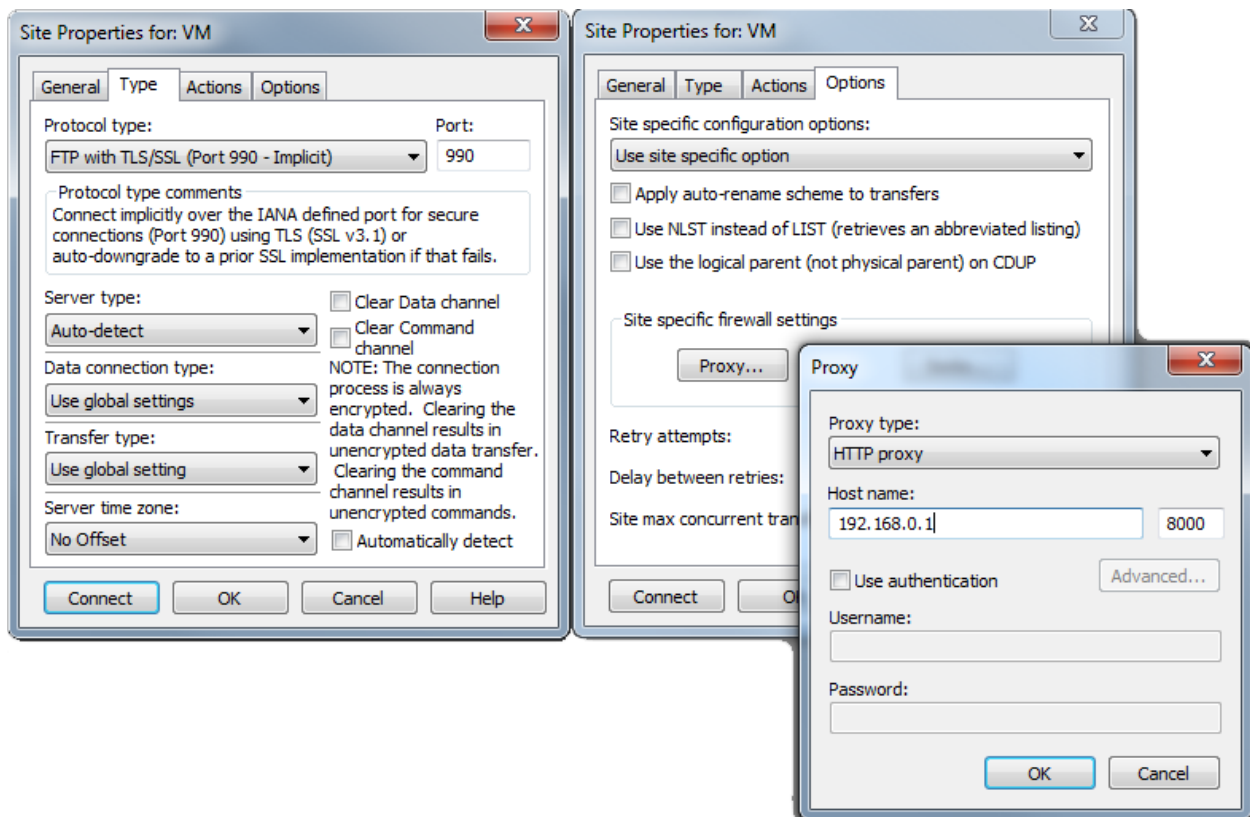 Site Properties for: VM
General Type Actions Options
Protocol type:
Port:
FTP with TLS/SSL (Port 990 - Implicit)
990
Protocol type comments
Connect implicitly over the IANA defined port for secure
connections (Port 990) using TLS (SSL v3.1) or
auto-downgrade to a prior SSL implementation if that fails.
Server type:
Auto-detect
Data connection type:
Use global settings
Transfer type:
Use global setting
Server time zone:
No Offset
Clear Data channel
Clear Command
channel
NOTE: The connection
process is always
encrypted. Clearing the
data channel results in
unencrypted data transfer.
Clearing the command
channel results in
unencrypted commands.
Automatically detect
Connect OK Cancel Help
Site Properties for: VM
General Type Actions Options
Site specific configuration options:
Use site specific option
Apply auto-rename scheme to transfers
Use NLST instead of LIST (retrieves an abbreviated listing)
Use the logical parent (not physical parent) on CDUP
Site specific firewall settings
Proxy...
Retry attempts:
Delay between retries:
Site max concurrent
Connect
Proxy
Proxy type:
HTTP proxy
Host name:
192.168.0.1
8000
Use authentication
Advanced...
Username:
Password:
OK Cancel